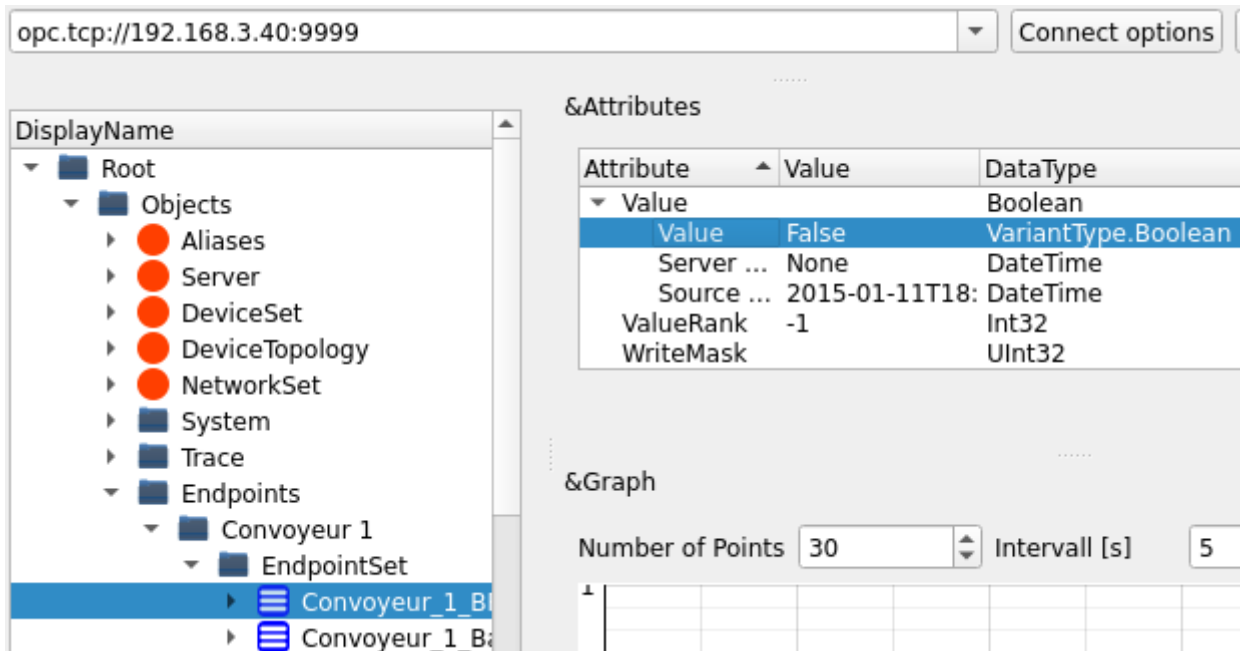 opc.tcp://192.168.3.40:9999
Connect options
DisplayName
Root
Objects
Aliases
Server
DeviceSet
DeviceTopology
NetworkSet
System
Trace
Endpoints
Convoyeur 1
EndpointSet
Convoyeur_1_Bl
Convoyeur_1_Ba
&Attributes
Attribute Value DataType
Value Boolean
Value False VariantType.Boolean
Server ... None DateTime
Source ... 2015-01-11T18: DateTime
ValueRank -1 Int32
WriteMask UInt32
&Graph
Number of Points 30 Intervall [s] 5
1